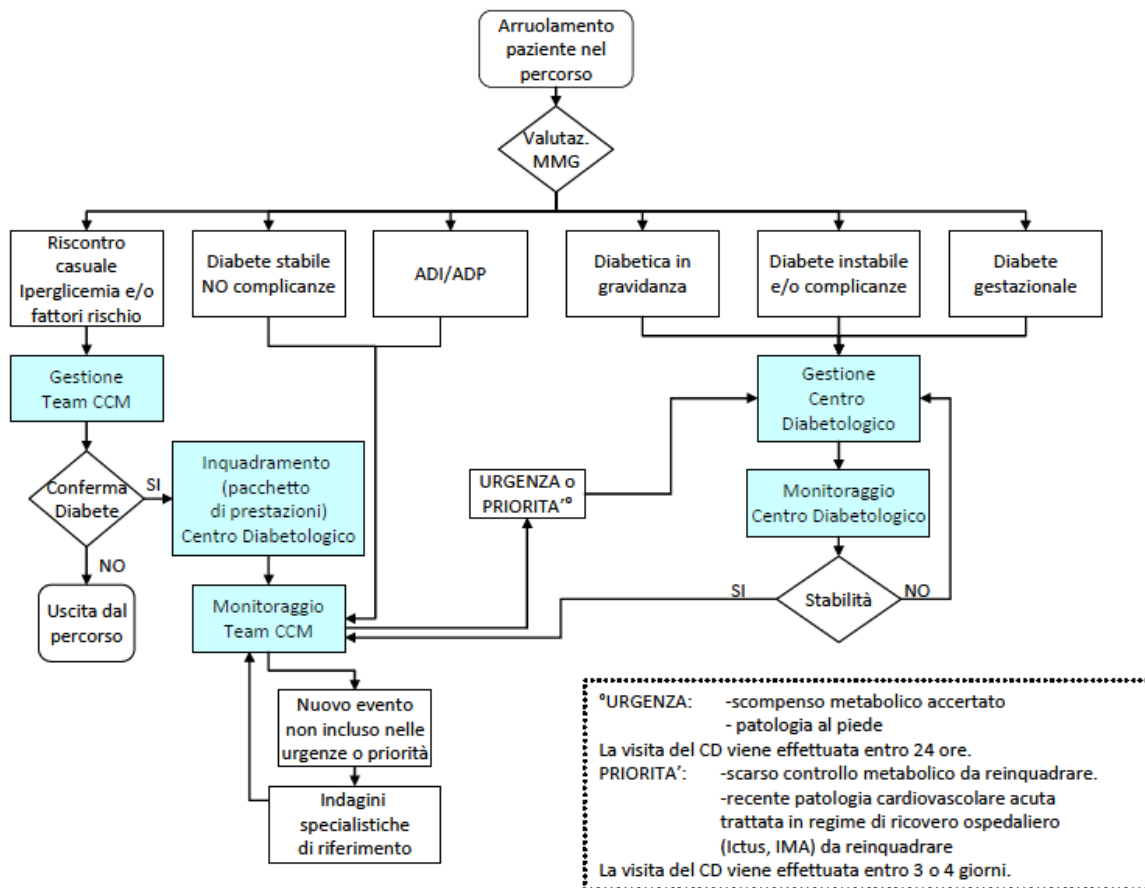 Arruolamento
paziente nel
percorso
Valutaz.
MMG
Riscontro
casuale
Iperglicemia e/o
fattori rischio
Diabete stabile
NO complicanze
ADI/ADP
Diabetica in
gravidanza
Diabete instabile
e/o complicanze
Diabete
gestazionale
Gestione
Team CCM
Gestione
Centro
Diabetologico
Conferma
Diabete
SI
NO
Inquadramento
(pacchetto
di prestazioni)
Centro Diabetologico
URGENZA o
PRIORITA’°
Monitoraggio
Centro Diabetologico
Uscita dal
percorso
Monitoraggio
Team CCM
SI
Stabilità
NO
Nuovo evento
non incluso nelle
urgenze o priorità
Indagini
specialistiche
di riferimento
°URGENZA: -scompenso metabolico accertato
- patologia al piede
La visita del CD viene effettuata entro 24 ore.
PRIORITA’: -scarso controllo metabolico da reinquadrare.
-recente patologia cardiovascolare acuta
trattata in regime di ricovero ospedaliero
(Ictus, IMA) da reinquadrare
La visita del CD viene effettuata entro 3 o 4 giorni.